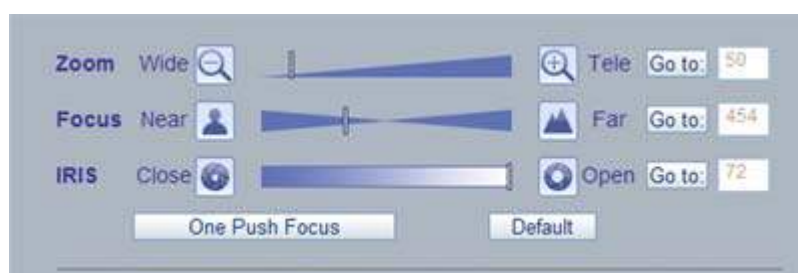 Zoom Wide Tele Go to: 50
Focus Near Far Go to: 454
IRIS Close Open Go to: 72
One Push Focus Default